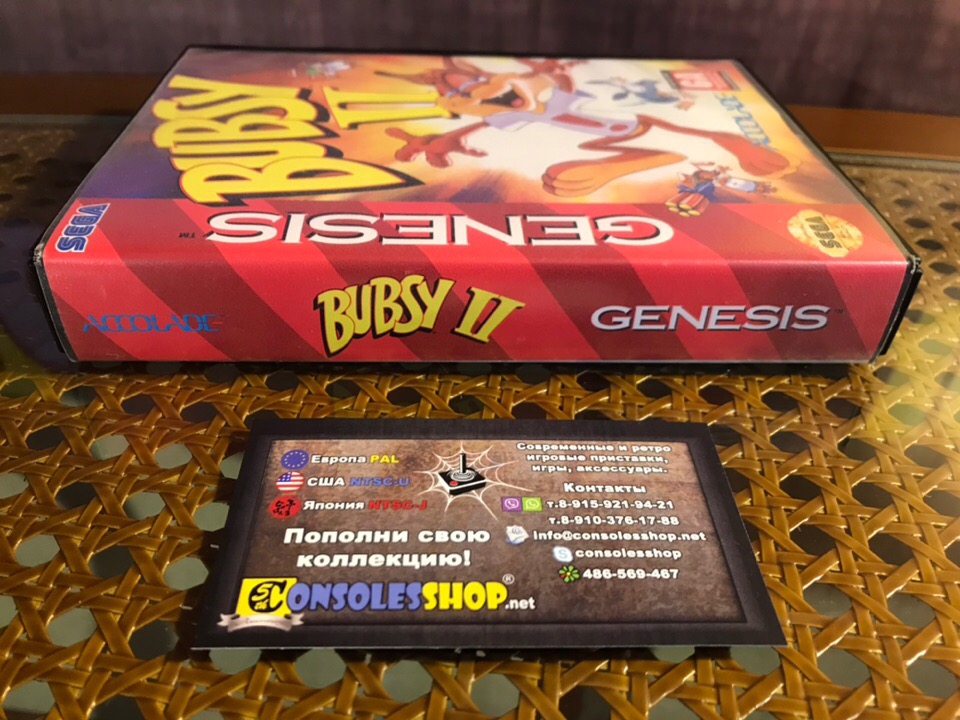 BUBSY
II
SEGA
GENESIS™
SEGA
ACCOLADE
BUBSY II
GENESIS™
Европа PAL
США NTSC-U
Япония NTSC-J
Пополни свою
коллекцию!
CONSOLESSHOP®.net
Современные и ретро
игровые приставки,
игры, аксессуары.
Контакты
т.8-915-921-94-21
т.8-910-376-17-88
info@consolesshop.net
consolesshop
486-569-467